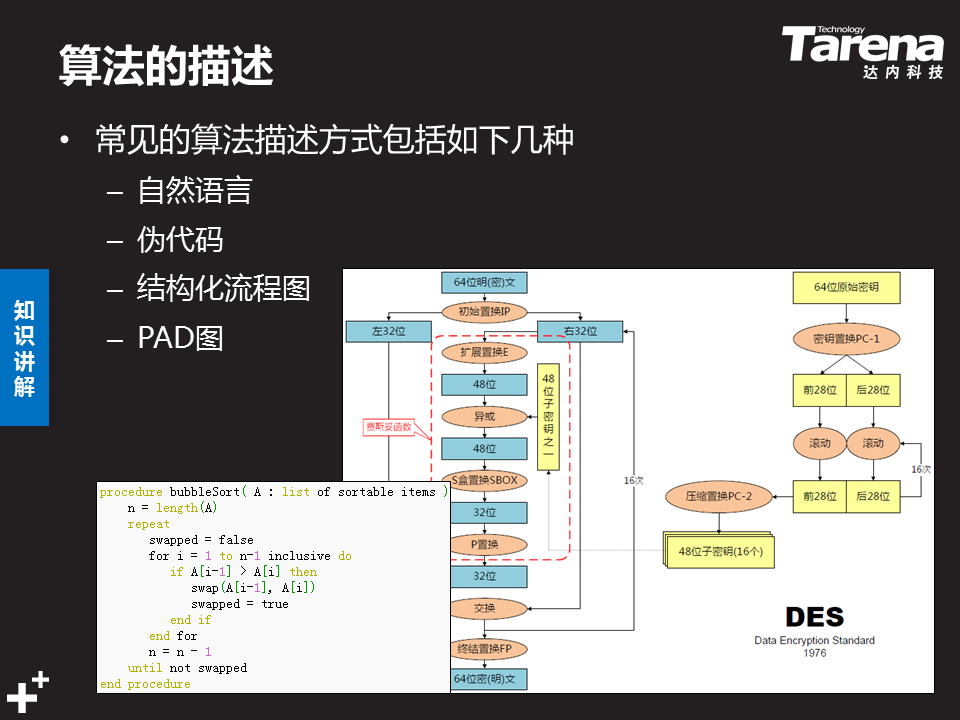 算法的描述
Technology
Tarena
达内科技
• 常见的算法描述方式包括如下几种
– 自然语言
– 伪代码
– 结构化流程图
– PAD图
知识讲解
64位明(密)文
初始置换IP
左32位
右32位
扩展置换E
48位
48位子密钥之一
异或
费斯妥函数
48位
S盒置换SBOX
32位
P置换
32位
交换
终结置换FP
64位密(明)文
16次
64位原始密钥
密钥置换PC-1
前28位
后28位
滚动
滚动
16次
压缩置换PC-2
前28位
后28位
48位子密钥(16个)
DES
Data Encryption Standard
1976
procedure bubbleSort( A : list of sortable items )
n = length(A)
repeat
swapped = false
for i = 1 to n-1 inclusive do
if A[i-1] > A[i] then
swap(A[i-1], A[i])
swapped = true
end if
end for
n = n - 1
until not swapped
end procedure